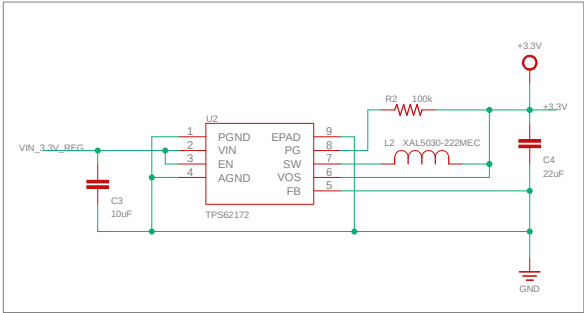 +3.3V
R2 100k
+3.3V
U2
1 PGND EPAD 9
2 VIN PG 8
3 EN SW 7
4 AGND VOS 6
FB 5
TPS62172
VIN_3.3V_REG
L2 XAL5030-222MEC
C3
10uF
C4
22uF
GND